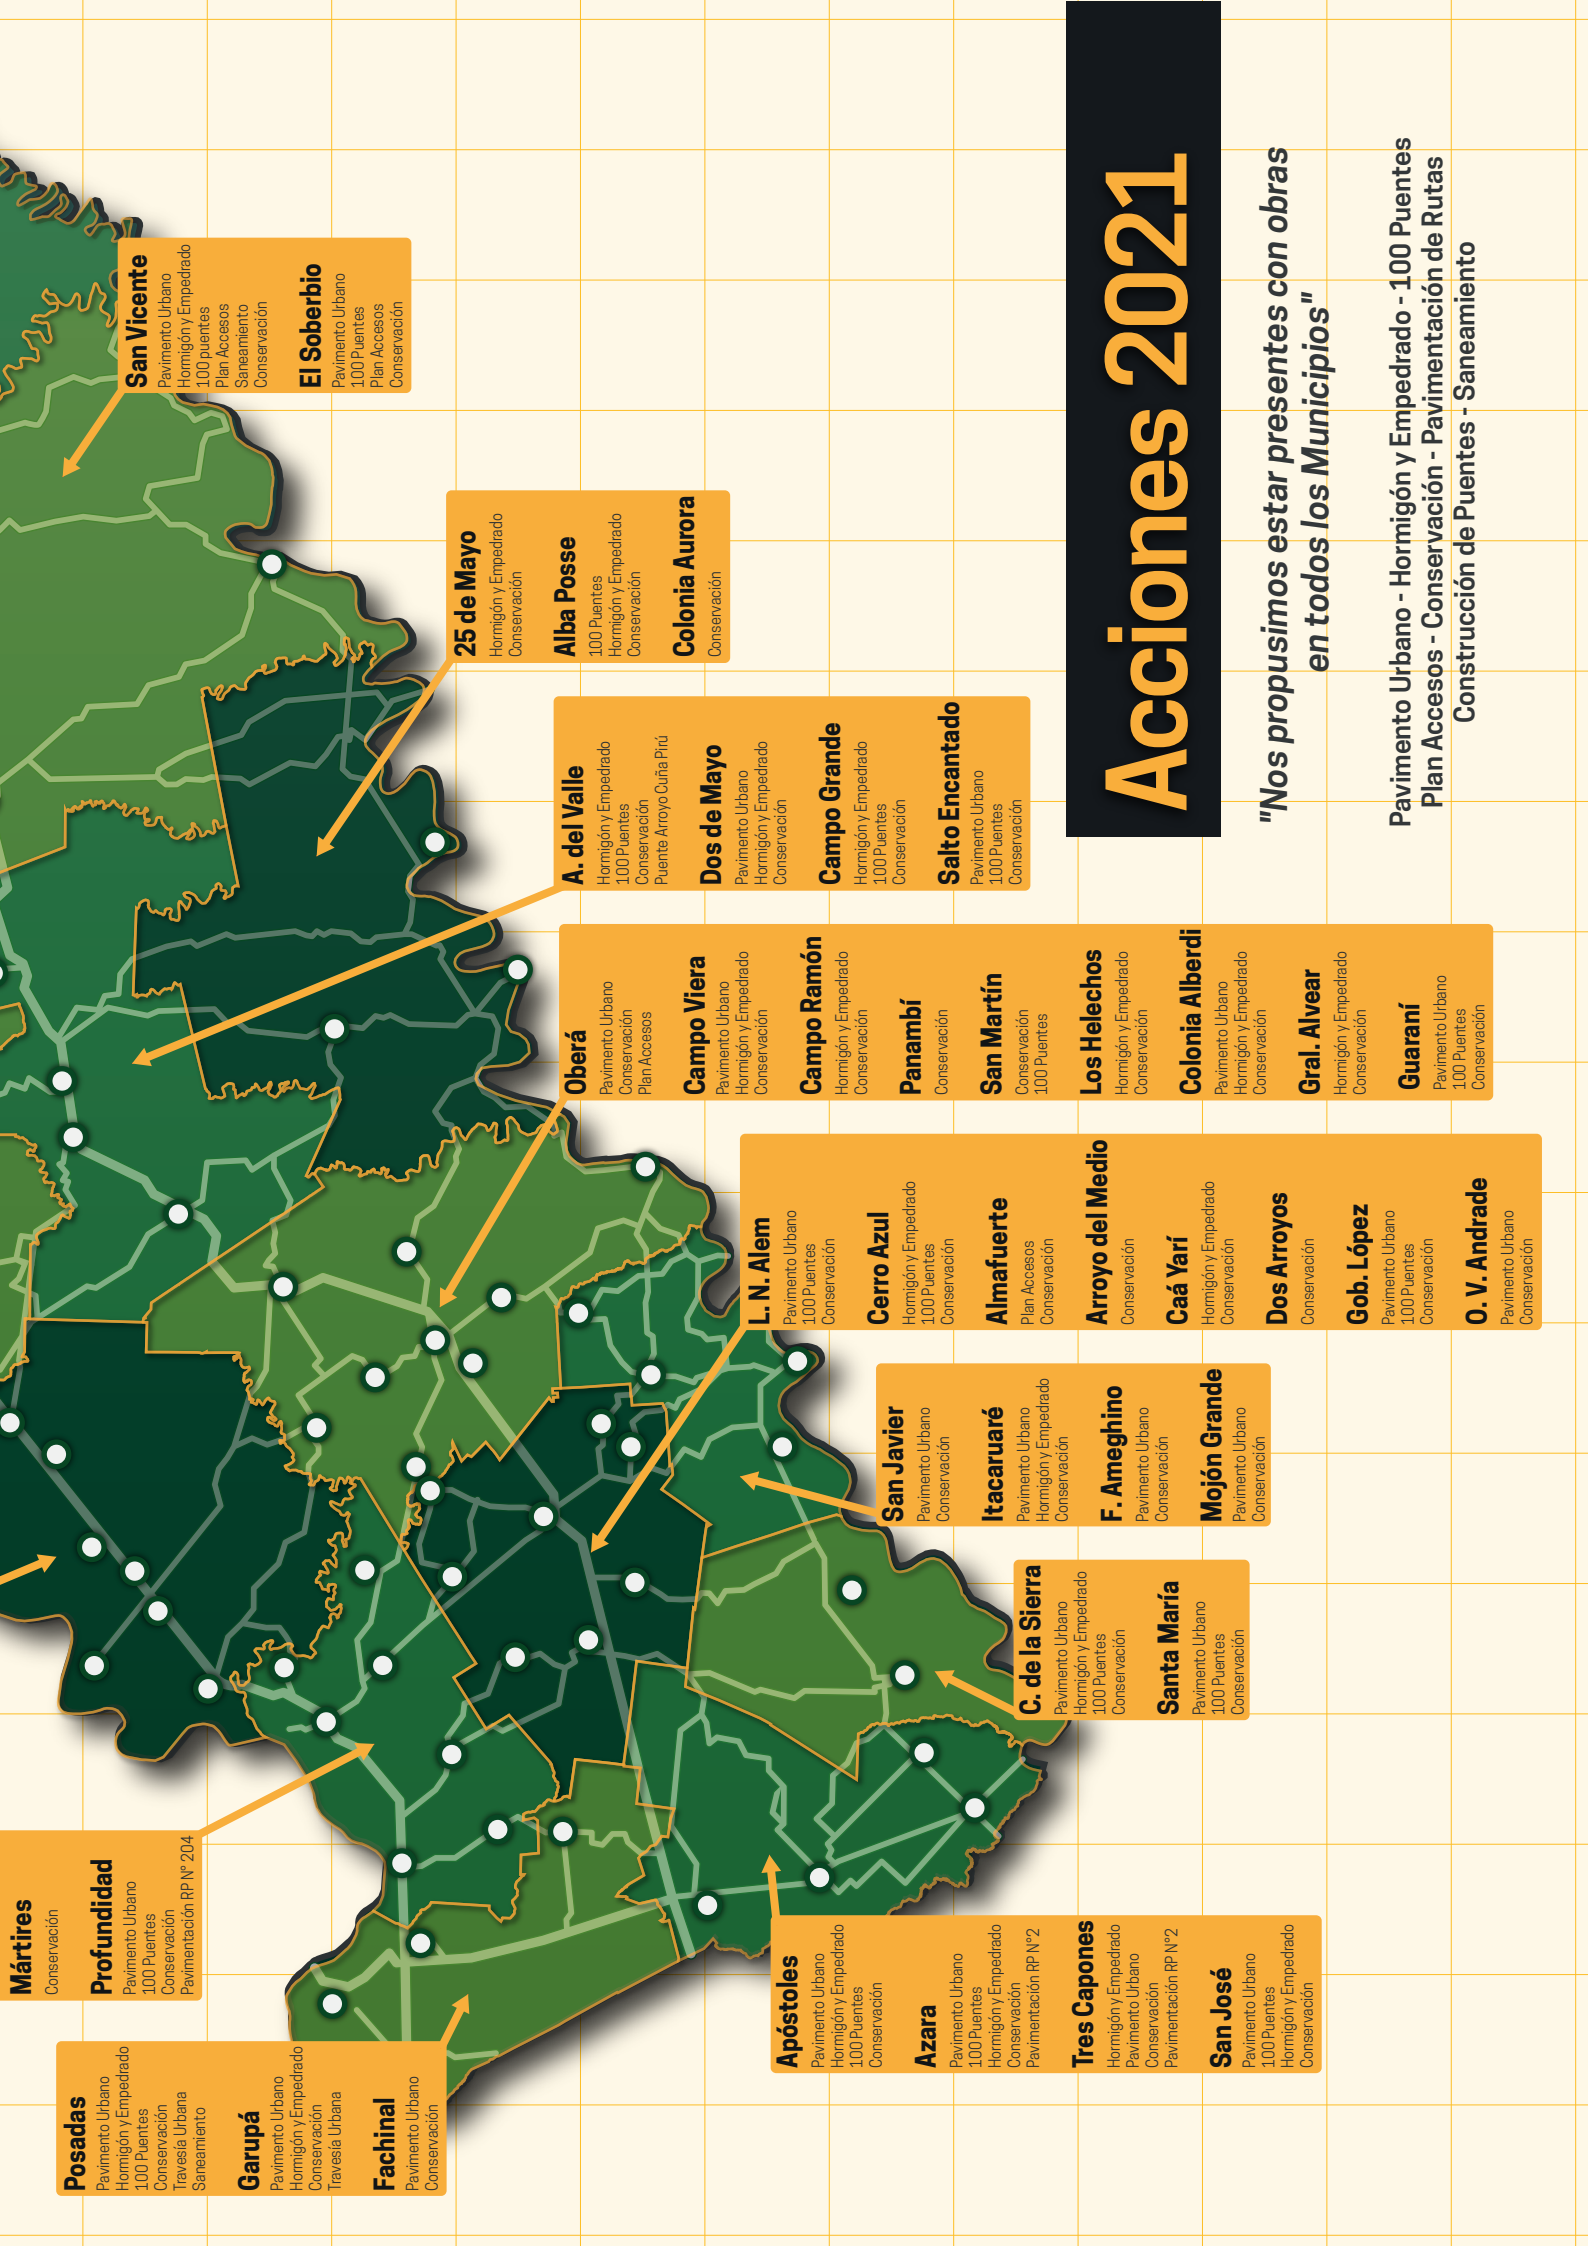 Mártires
Conservación
Profundidad
Pavimento Urbano
100 Puentes
Conservación
Pavimentación RP N° 204
Posadas
Pavimento Urbano
Hormigón y Empedrado
100 Puentes
Conservación
Travesía Urbana
Saneamiento
Garupá
Pavimento Urbano
Hormigón y Empedrado
Conservación
Travesía Urbana
Fachinal
Pavimento Urbano
Conservación
San Vicente
Pavimento Urbano
Hormigón y Empedrado
100 puentes
Plan Accesos
Saneamiento
Conservación
El Soberbio
Pavimento Urbano
100 Puentes
Plan Accesos
Conservación
25 de Mayo
Hormigón y Empedrado
Conservación
Alba Posse
100 Puentes
Hormigón y Empedrado
Conservación
Colonia Aurora
Conservación
A. del Valle
Hormigón y Empedrado
100 Puentes
Conservación
Puente Arroyo Cuña Pirú
Dos de Mayo
Pavimento Urbano
Hormigón y Empedrado
Conservación
Campo Grande
Hormigón y Empedrado
100 Puentes
Conservación
Salto Encantado
Pavimento Urbano
100 Puentes
Conservación
Oberá
Pavimento Urbano
Conservación
Plan Accesos
Campo Viera
Pavimento Urbano
Hormigón y Empedrado
Conservación
Campo Ramón
Hormigón y Empedrado
Conservación
Panambí
Conservación
San Martín
Conservación
100 Puentes
Los Helechos
Hormigón y Empedrado
Conservación
Colonia Alberdi
Pavimento Urbano
Hormigón y Empedrado
Conservación
Gral. Alvear
Hormigón y Empedrado
Conservación
Guaraní
Pavimento Urbano
100 Puentes
Conservación
L. N. Alem
Pavimento Urbano
100 Puentes
Conservación
Cerro Azul
Hormigón y Empedrado
100 Puentes
Conservación
Almafuerte
Plan Accesos
Conservación
Arroyo del Medio
Conservación
Caá Yarí
Hormigón y Empedrado
Conservación
Dos Arroyos
Conservación
Gob. López
Pavimento Urbano
100 Puentes
Conservación
O. V. Andrade
Pavimento Urbano
Conservación
San Javier
Pavimento Urbano
Conservación
Itacaruaré
Pavimento Urbano
Hormigón y Empedrado
Conservación
F. Ameghino
Pavimento Urbano
Conservación
Mojón Grande
Pavimento Urbano
Conservación
C. de la Sierra
Pavimento Urbano
Hormigón y Empedrado
100 Puentes
Conservación
Santa María
Pavimento Urbano
100 Puentes
Conservación
Apóstoles
Pavimento Urbano
Hormigón y Empedrado
100 Puentes
Conservación
Azara
Pavimento Urbano
100 Puentes
Hormigón y Empedrado
Conservación
Pavimentación RP N°2
Tres Capones
Hormigón y Empedrado
Pavimento Urbano
Conservación
Pavimentación RP N°2
San José
Pavimento Urbano
100 Puentes
Hormigón y Empedrado
Conservación
Acciones 2021
"Nos propusimos estar presentes con obras
en todos los Municipios"
Pavimento Urbano - Hormigón y Empedrado - 100 Puentes
Plan Accesos - Conservación - Pavimentación de Rutas
Construcción de Puentes - Saneamiento